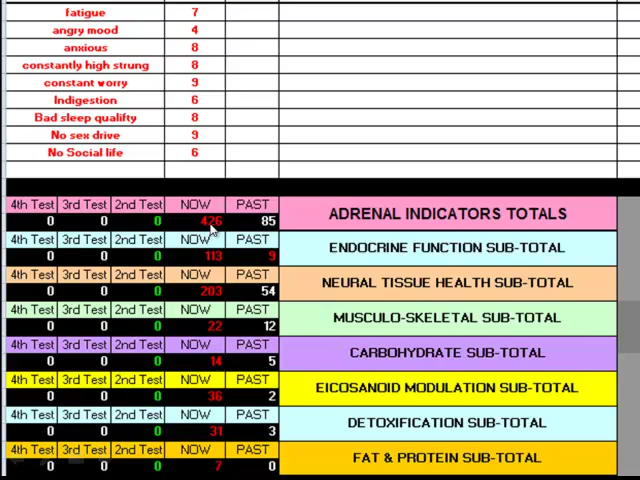 fatigue 7
angry mood 4
anxious 8
constantly high strung 8
constant worry 9
Indigestion 6
Bad sleep qualifty 8
No sex drive 9
No Social life 6
4th Test 3rd Test 2nd Test NOW PAST
0 0 0 426 85 ADRENAL INDICATORS TOTALS
4th Test 3rd Test 2nd Test NOW PAST
0 0 0 113 9 ENDOCRINE FUNCTION SUB-TOTAL
4th Test 3rd Test 2nd Test NOW PAST
0 0 0 203 54 NEURAL TISSUE HEALTH SUB-TOTAL
4th Test 3rd Test 2nd Test NOW PAST
0 0 0 22 12 MUSCULO-SKELETAL SUB-TOTAL
4th Test 3rd Test 2nd Test NOW PAST
0 0 0 14 5 CARBOHYDRATE SUB-TOTAL
4th Test 3rd Test 2nd Test NOW PAST
0 0 0 36 2 EICOSANOID MODULATION SUB-TOTAL
4th Test 3rd Test 2nd Test NOW PAST
0 0 0 31 3 DETOXIFICATION SUB-TOTAL
4th Test 3rd Test 2nd Test NOW PAST
0 0 0 7 0 FAT & PROTEIN SUB-TOTAL